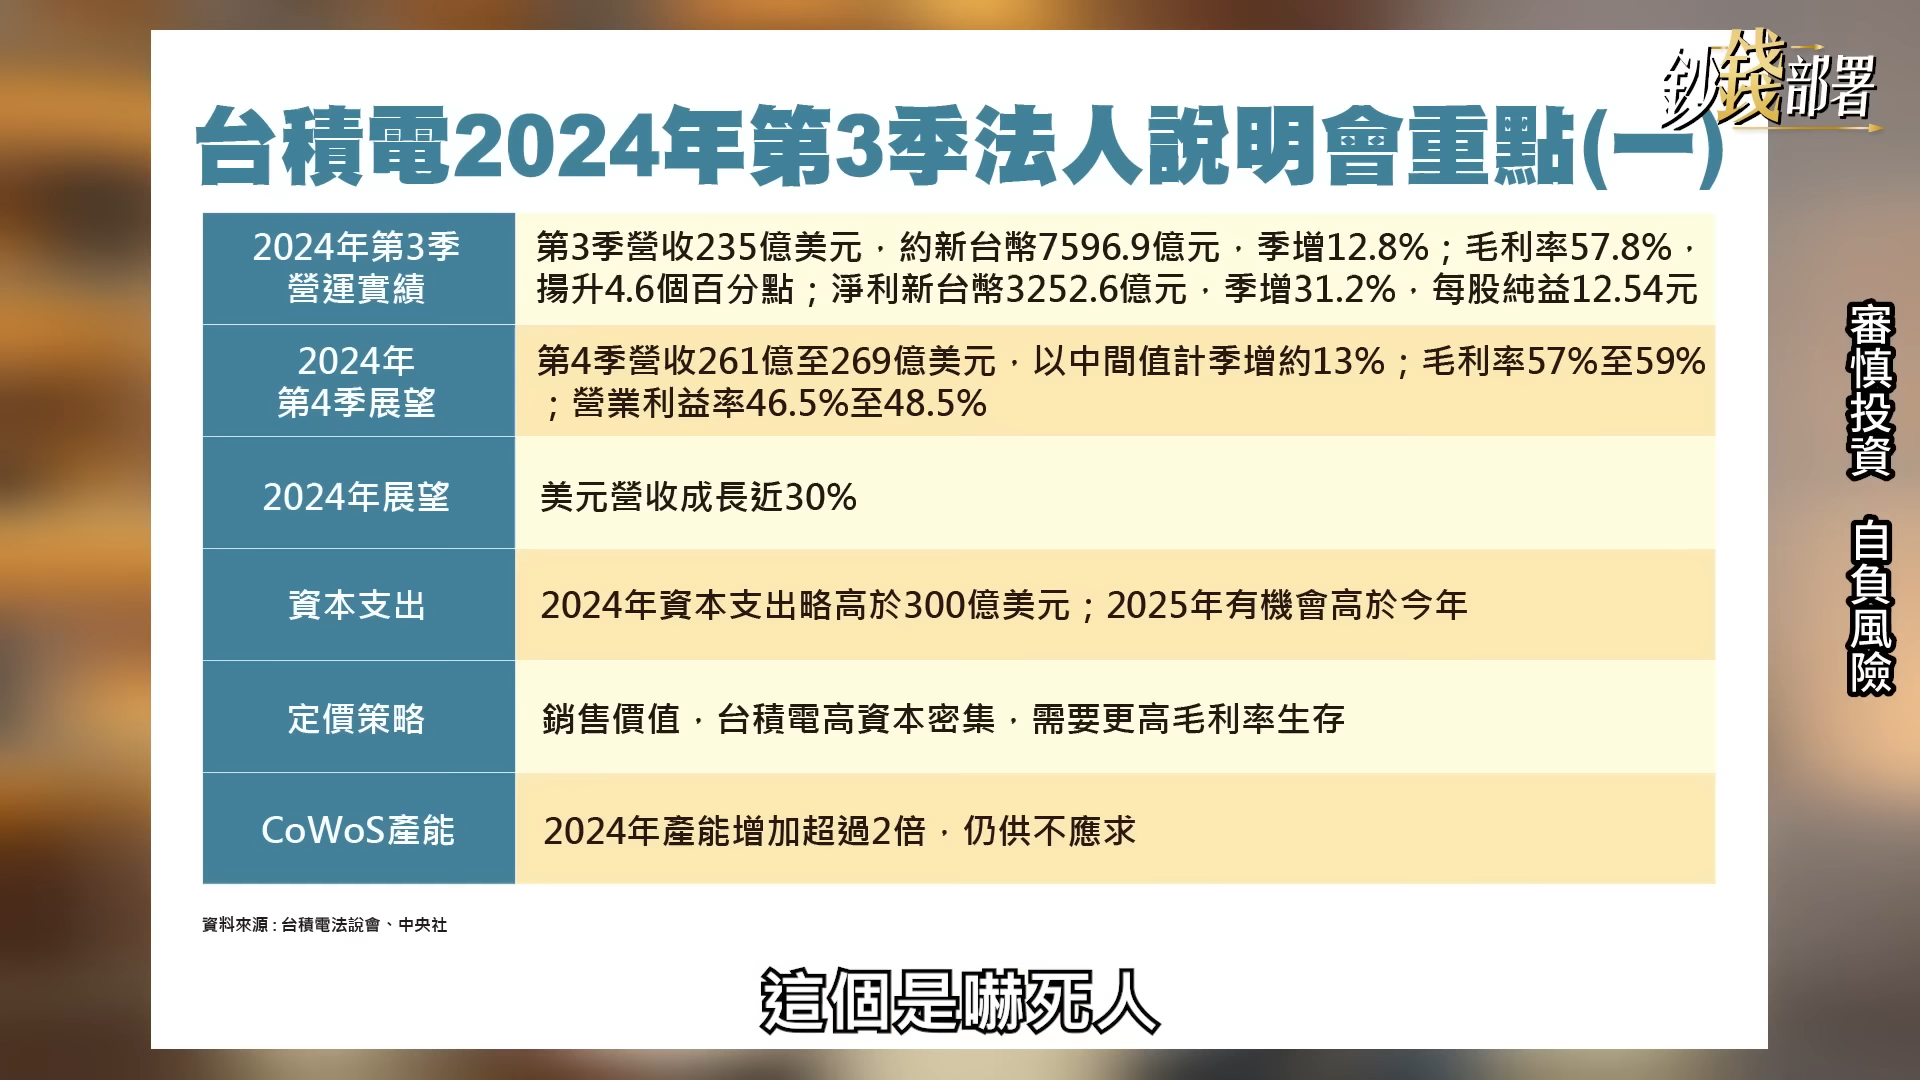 鈔錢部署
台積電2024年第3季法人說明會重點(一)
2024年第3季
營運實績
第3季營收235億美元，約新台幣7596.9億元，季增12.8%；毛利率57.8%，
揚升4.6個百分點；淨利新台幣3252.6億元，季增31.2%，每股純益12.54元
2024年
第4季展望
第4季營收261億至269億美元，以中間值計季增約13%；毛利率57%至59%
；營業利益率46.5%至48.5%
2024年展望
美元營收成長近30%
資本支出
2024年資本支出略高於300億美元；2025年有機會高於今年
定價策略
銷售價值，台積電高資本密集，需要更高毛利率生存
CoWoS產能
2024年產能增加超過2倍，仍供不應求
資料來源：台積電法說會、中央社
審慎投資 自負風險
這個是嚇死人